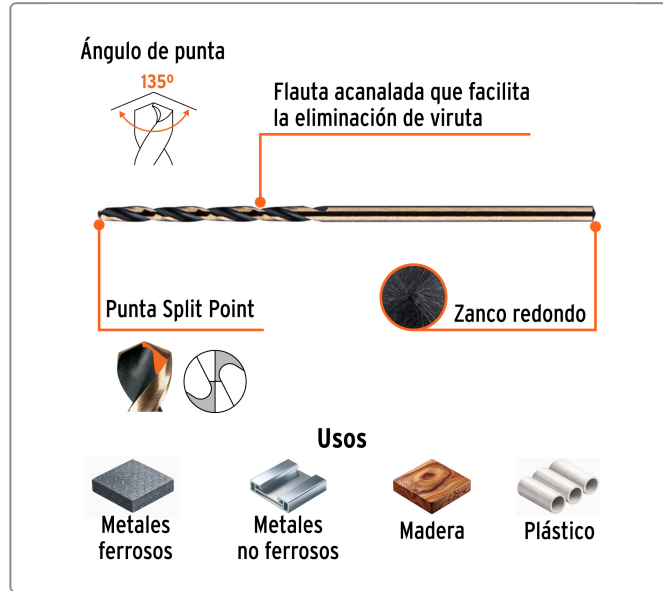 Ángulo de punta
135º
Flauta acanalada que facilita
la eliminación de viruta
Punta Split Point
Zanco redondo
Usos
Metales
ferrosos
Metales
no ferrosos
Madera
Plástico